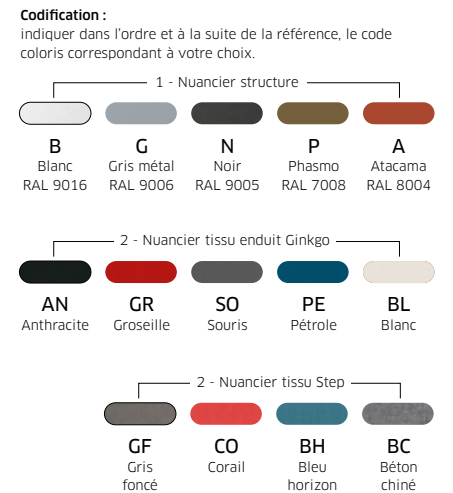 Codification :
indiquer dans l'ordre et à la suite de la référence, le code
coloris correspondant à votre choix.
1 - Nuancier structure
B G N P A
Blanc Gris métal Noir Phasmo Atacama
RAL 9016 RAL 9006 RAL 9005 RAL 7008 RAL 8004
2 - Nuancier tissu enduit Ginkgo
AN GR SO PE BL
Anthracite Groseille Souris Pétrole Blanc
2 - Nuancier tissu Step
GF CO BH BC
Gris Corail Bleu Béton
foncé horizon chiné